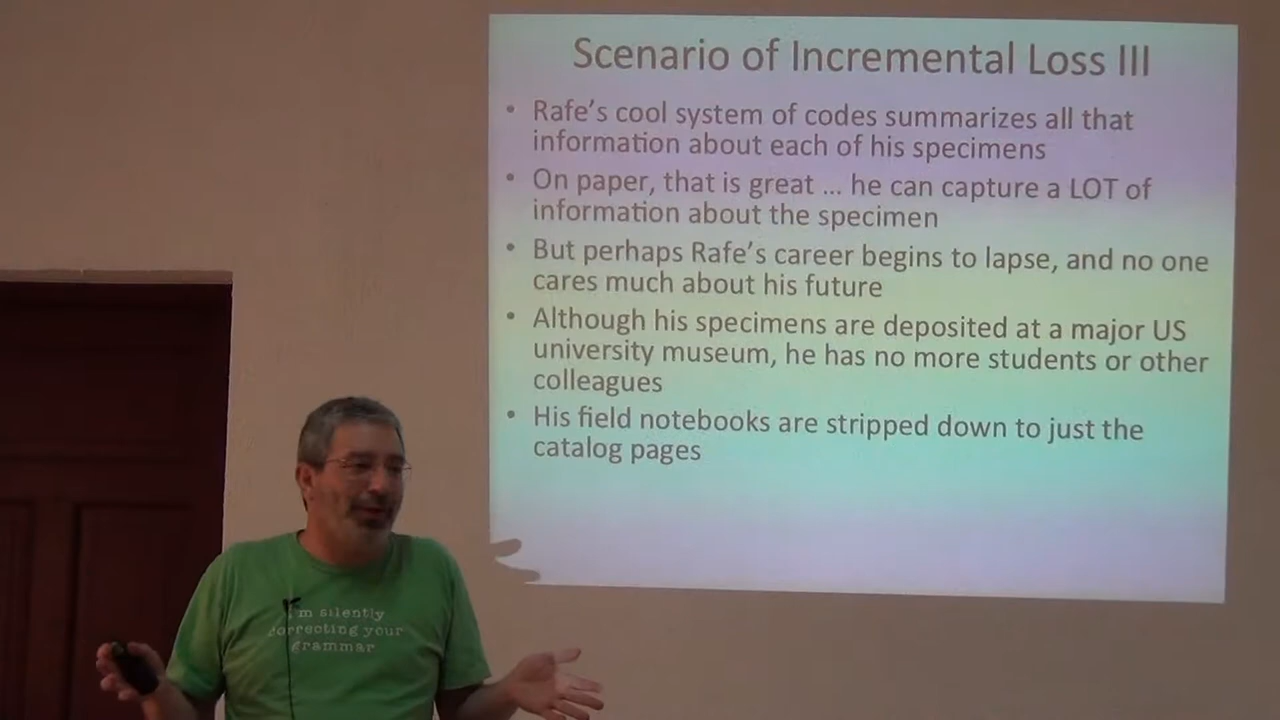 Scenario of Incremental Loss III
• Rafe's cool system of codes summarizes all that
information about each of his specimens
• On paper, that is great ... he can capture a LOT of
information about the specimen
• But perhaps Rafe's career begins to lapse, and no one
cares much about his future
• Although his specimens are deposited at a major US
university museum, he has no more students or other
colleagues
• His field notebooks are stripped down to just the
catalog pages
I'm silently
correcting your
grammar